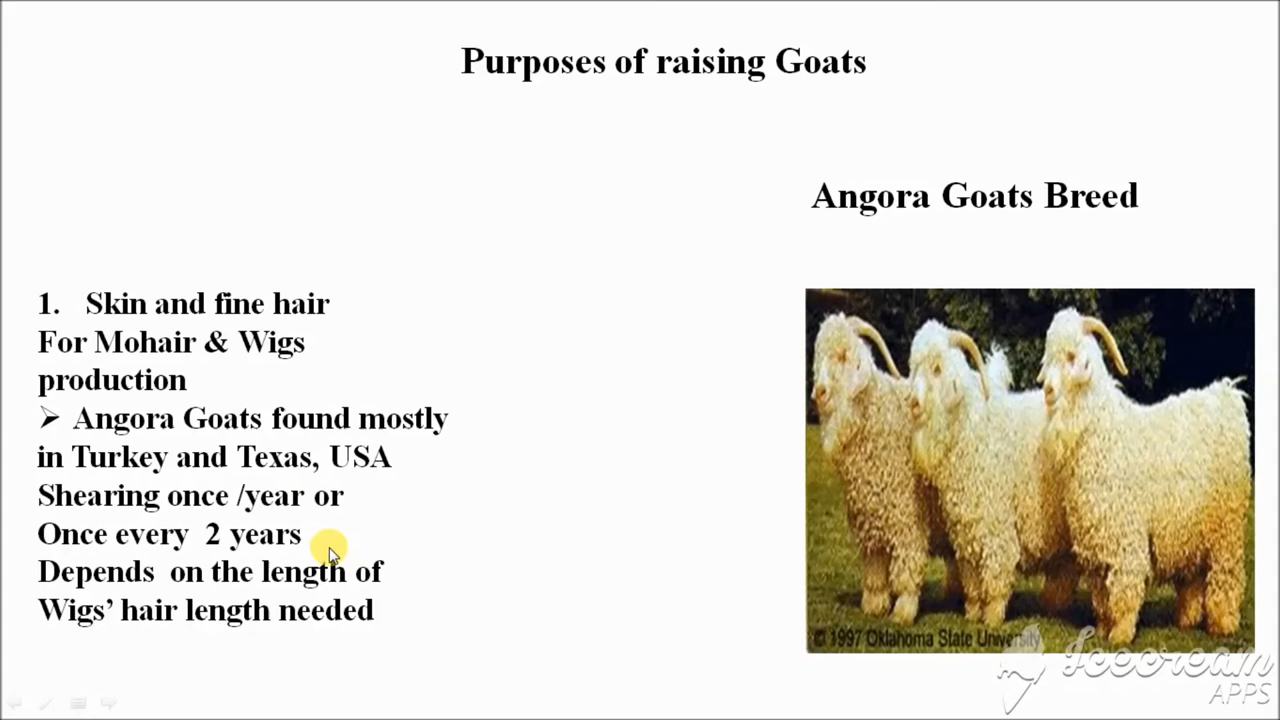 Purposes of raising Goats
Angora Goats Breed
1. Skin and fine hair
For Mohair & Wigs
production
➢ Angora Goats found mostly
in Turkey and Texas, USA
Shearing once /year or
Once every 2 years
Depends on the length of
Wigs’ hair length needed
© 1997 Oklahoma State University
Icecream
APPS